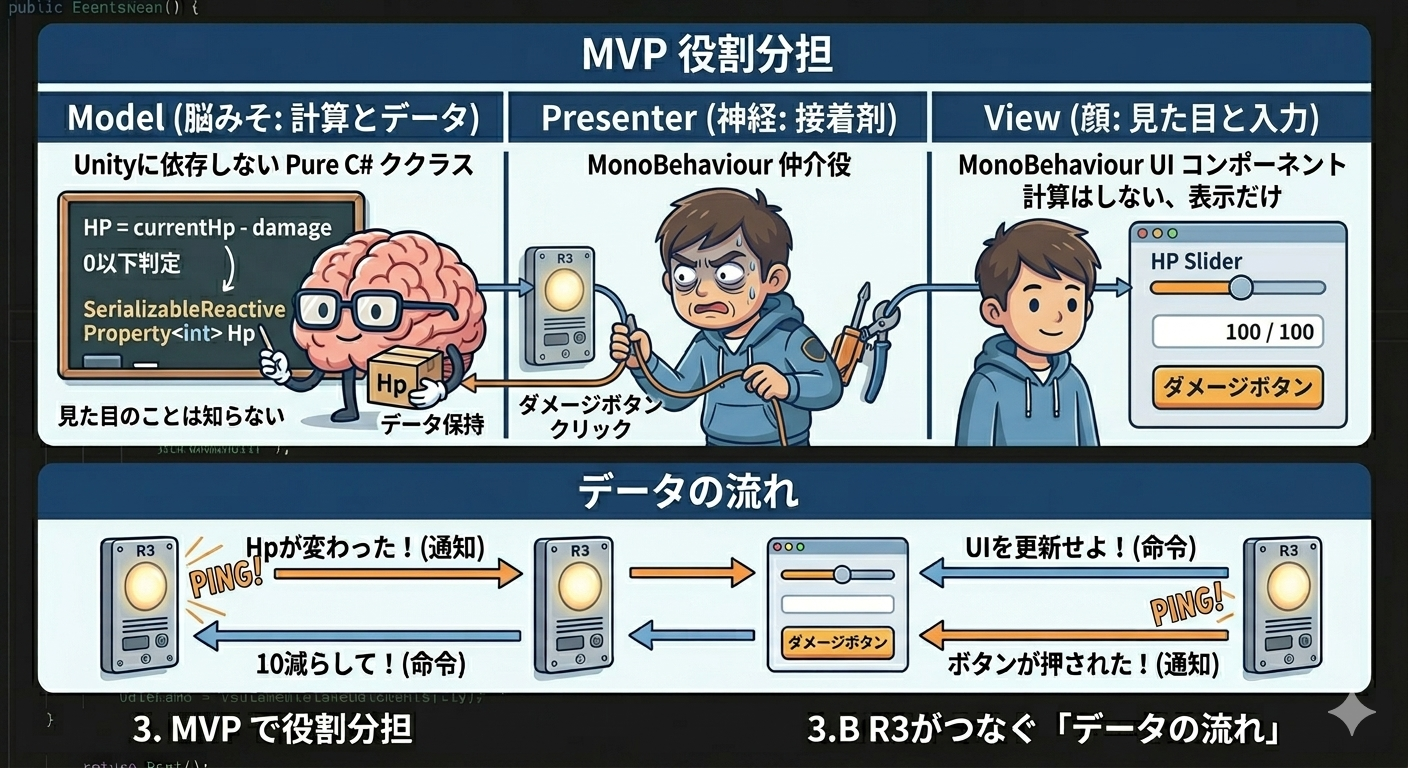 public EeentsNean() {
MVP 役割分担
Model (脳みそ: 計算とデータ)
Unityに依存しない Pure C# ククラス
HP = currentHp - damage
0以下判定
SerializableReactive
Property<int> Hp
Hp
見た目のことは知らない
データ保持
Presenter (神経: 接着剤)
MonoBehaviour 仲介役
R3
ダメージボタン
クリック
View (顔: 見た目と入力)
MonoBehaviour UI コンポーネント
計算はしない、表示だけ
HP Slider
100 / 100
ダメージボタン
データの流れ
R3
PING!
Hpが変わった！(通知)
10減らして！(命令)
R3
ダメージボタン
UIを更新せよ！(命令)
PING!
ボタンが押された！(通知)
R3
}
3. MVP で役割分担
3.B R3がつなぐ「データの流れ」